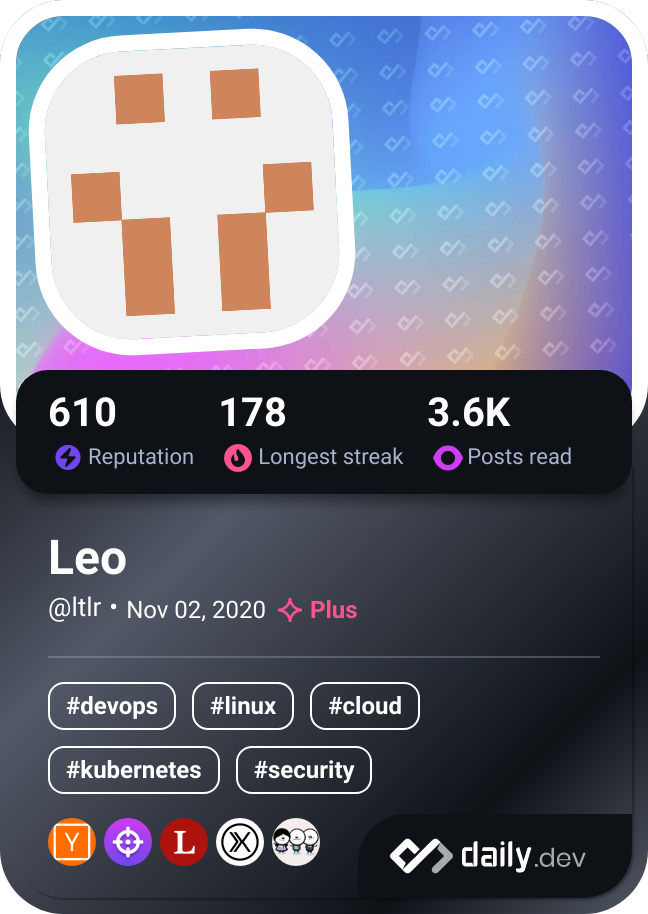 610 178 3.6K
Reputation Longest streak Posts read
Leo
@ltlr • Nov 02, 2020 Plus
#devops #linux #cloud
#kubernetes #security
Y L X daily.dev